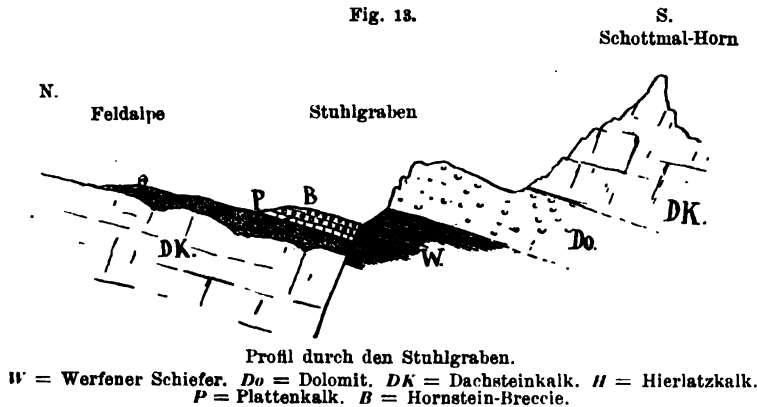 Fig. 13.
S.
Schottmal-Horn
N.
Feldalpe
Stuhlgraben
P
B
DK.
W.
Do.
DK.
Profil durch den Stuhlgraben.
W = Werfener Schiefer. Do = Dolomit. DK = Dachsteinkalk. H = Hierlatzkalk.
P = Plattenkalk. B = Hornstein-Breccie.